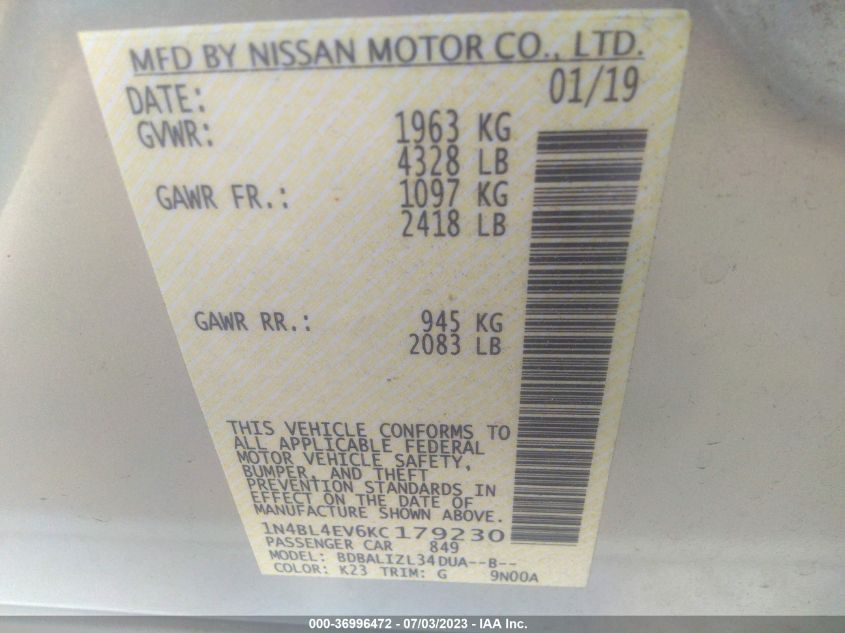 MFD BY NISSAN MOTOR CO., LTD.
DATE: 01/19
GVWR: 1963 KG
4328 LB
GAWR FR.: 1097 KG
2418 LB
GAWR RR.: 945 KG
2083 LB
THIS VEHICLE CONFORMS TO
ALL APPLICABLE FEDERAL
MOTOR VEHICLE SAFETY,
BUMPER, AND THEFT
PREVENTION STANDARDS IN
EFFECT ON THE DATE OF
MANUFACTURE SHOWN ABOVE.
1N4BL4EV6KC179230
PASSENGER CAR 849
MODEL: BDBALIZL34DUA--B--
COLOR: K23 TRIM: G 9N00A
000-36996472 - 07/03/2023 - IAA Inc.